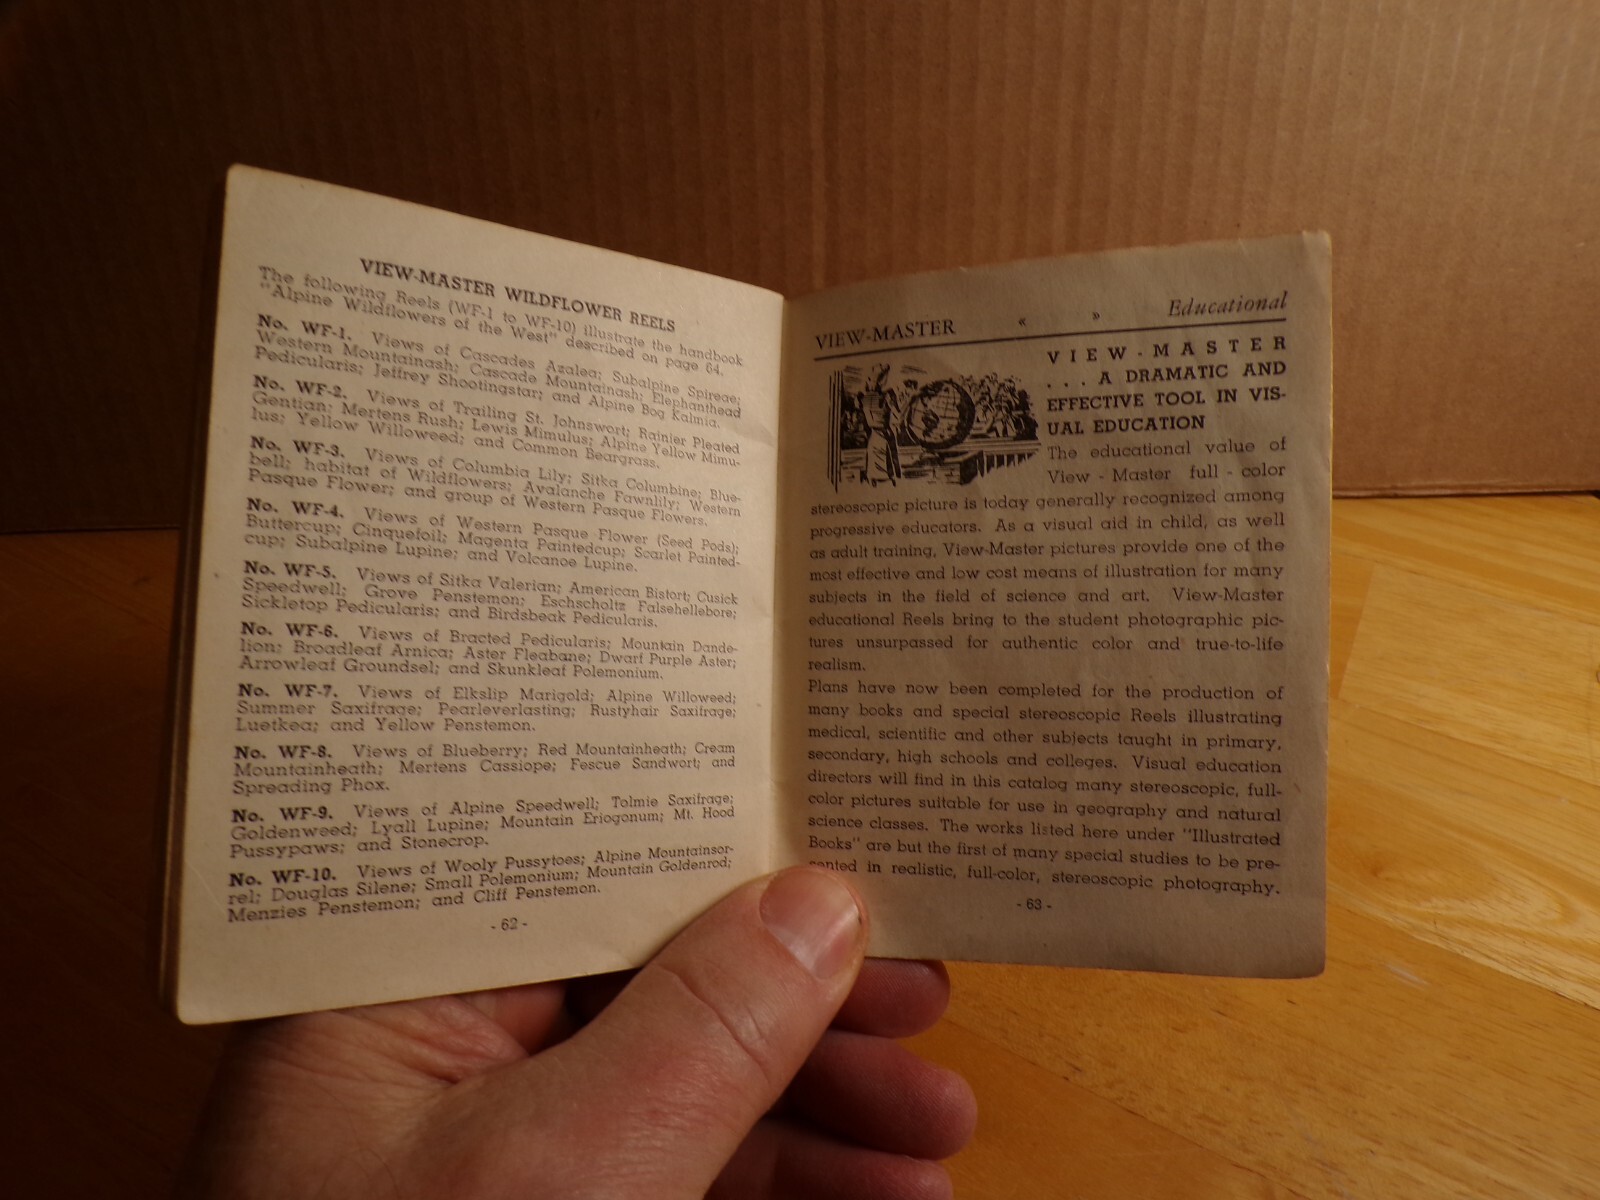 VIEW-MASTER WILDFLOWER REELS
The following Reels (WF-1 to WF-10) illustrate the handbook
"Alpine Wildflowers of the West" described on page 64.
No. WF-1. Views of Cascades Azalea; Subalpine Spireae;
Western Mountainash; Cascade Mountainash; Elephanthead
Pedicularis; Jeffrey Shootingstar; and Alpine Bog Kalmia.
No. WF-2. Views of Trailing St. Johnswort; Rainier Pleated
Gentian; Mertens Rush; Lewis Mimulus; Alpine Yellow Mimu-
lus; Yellow Willoweed; and Common Beargrass.
No. WF-3. Views of Columbia Lily; Sitka Columbine; Blue-
bell; habitat of Wildflowers; Avalanche Fawnlily; Western
Pasque Flower; and group of Western Pasque Flowers.
No. WF-4. Views of Western Pasque Flower (Seed Pods);
Buttercup; Cinquefoil; Magenta Paintedcup; Scarlet Painted-
cup; Subalpine Lupine; and Volcanoe Lupine.
No. WF-5. Views of Sitka Valerian; American Bistort; Cusick
Speedwell; Grove Penstemon; Eschscholtz Falsehellebore;
Sickletop Pedicularis; and Birdsbeak Pedicularis.
No. WF-6. Views of Bracted Pedicularis; Mountain Dande-
lion; Broadleaf Arnica; Aster Fleabane; Dwarf Purple Aster;
Arrowleaf Groundsel; and Skunkleaf Polemonium.
No. WF-7. Views of Elkslip Marigold; Alpine Willoweed;
Summer Saxifrage; Pearleverlasting; Rustyhair Saxifrage;
Luetkea; and Yellow Penstemon.
No. WF-8. Views of Blueberry; Red Mountainheath; Cream
Mountainheath; Mertens Cassiope; Fescue Sandwort; and
Spreading Phox.
No. WF-9. Views of Alpine Speedwell; Tolmie Saxifrage;
Goldenweed; Lyall Lupine; Mountain Eriogonum; Mt. Hood
Pussypaws; and Stonecrop.
No. WF-10. Views of Wooly Pussytoes; Alpine Mountainsor-
rel; Douglas Silene; Small Polemonium; Mountain Goldenrod;
Menzies Penstemon; and Cliff Penstemon.
- 62 -
VIEW-MASTER « » Educational
VIEW-MASTER
. . . A DRAMATIC AND
EFFECTIVE TOOL IN VIS-
UAL EDUCATION
The educational value of
View - Master full - color
stereoscopic picture is today generally recognized among
progressive educators. As a visual aid in child, as well
as adult training, View-Master pictures provide one of the
most effective and low cost means of illustration for many
subjects in the field of science and art. View-Master
educational Reels bring to the student photographic pic-
tures unsurpassed for authentic color and true-to-life
realism.
Plans have now been completed for the production of
many books and special stereoscopic Reels illustrating
medical, scientific and other subjects taught in primary,
secondary, high schools and colleges. Visual education
directors will find in this catalog many stereoscopic, full-
color pictures suitable for use in geography and natural
science classes. The works listed here under "Illustrated
Books" are but the first of many special studies to be pre-
sented in realistic, full-color, stereoscopic photography.
- 63 -